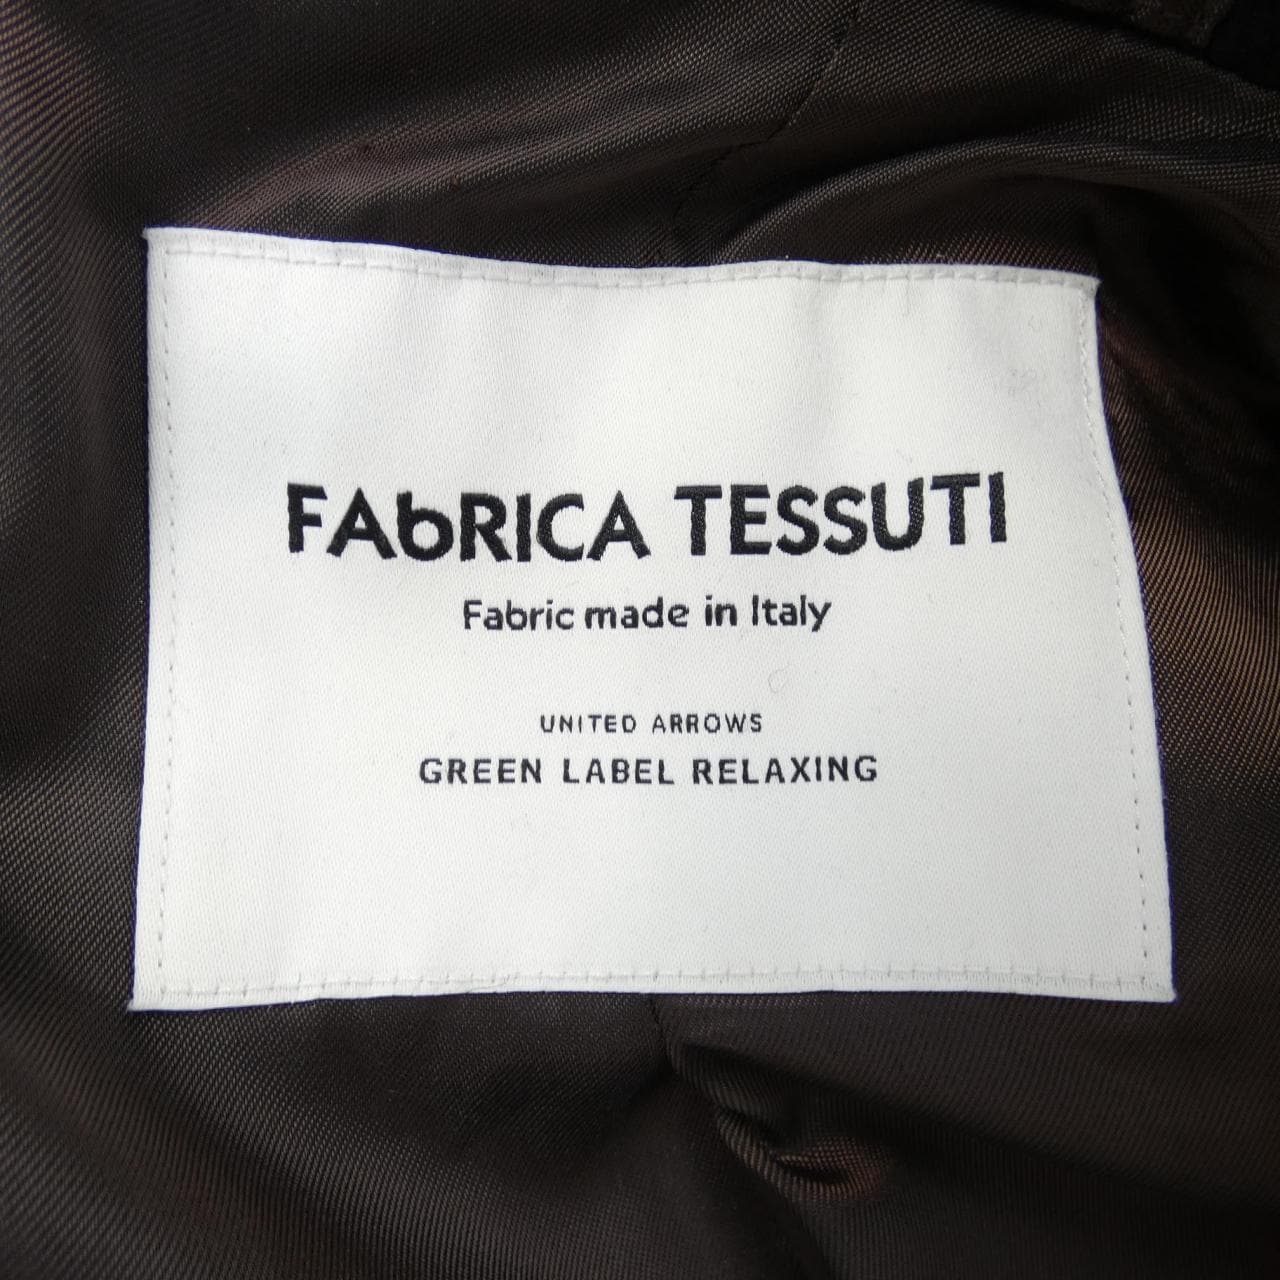 FAbRICA TESSUTI
Fabric made in Italy
UNITED ARROWS
GREEN LABEL RELAXING